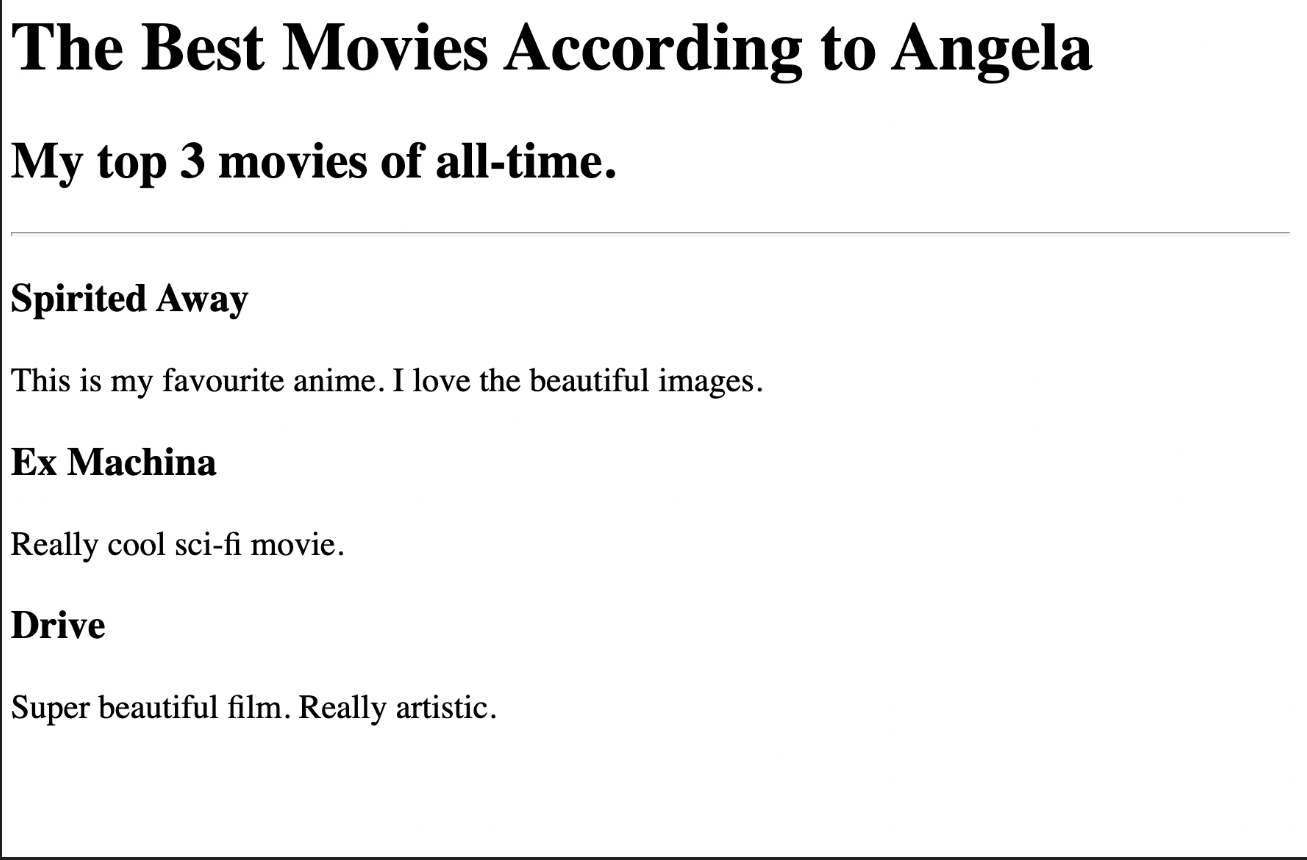 The Best Movies According to Angela
My top 3 movies of all-time.
Spirited Away
This is my favourite anime. I love the beautiful images.
Ex Machina
Really cool sci-fi movie.
Drive
Super beautiful film. Really artistic.